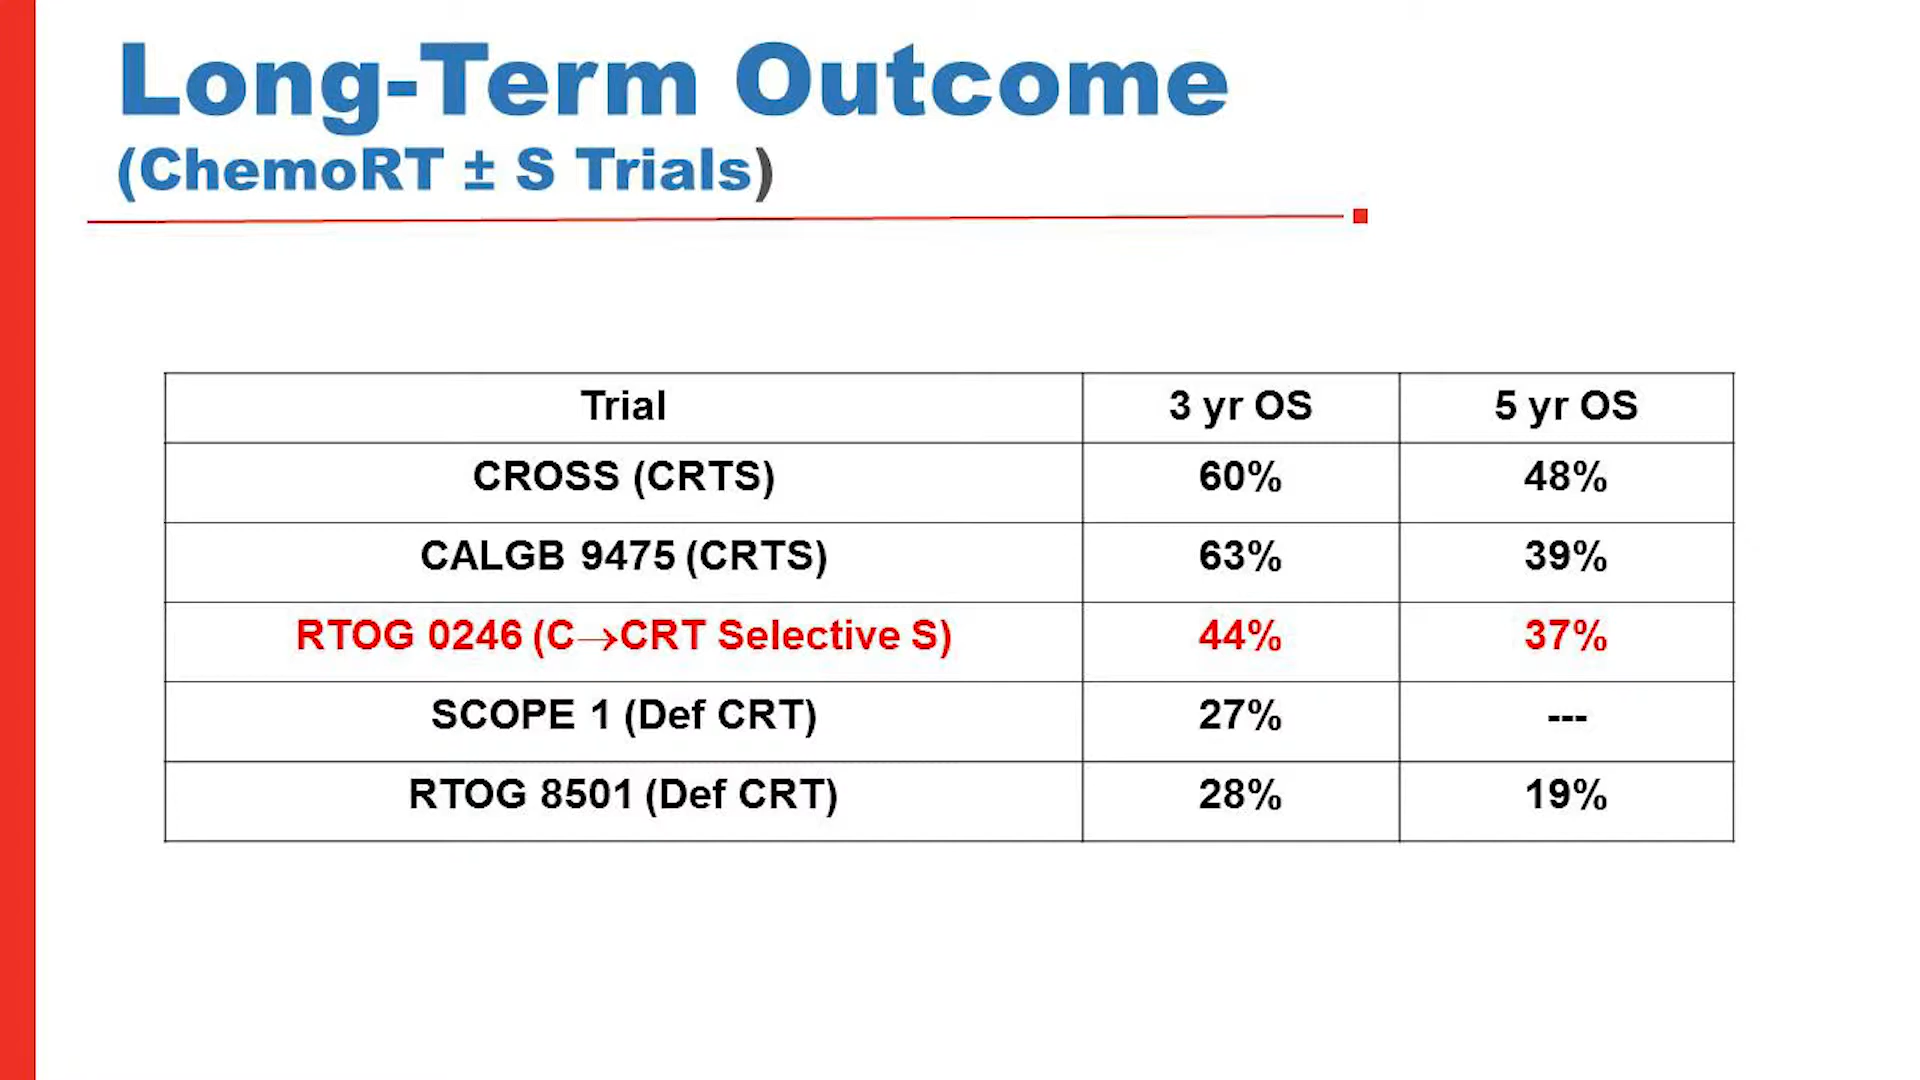 Long-Term Outcome
(ChemoRT ± S Trials)
Trial 3 yr OS 5 yr OS
CROSS (CRTS) 60% 48%
CALGB 9475 (CRTS) 63% 39%
RTOG 0246 (C→CRT Selective S) 44% 37%
SCOPE 1 (Def CRT) 27% ---
RTOG 8501 (Def CRT) 28% 19%